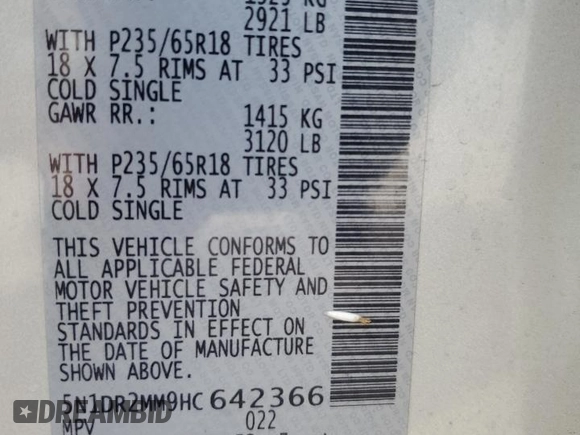 2921 LB
WITH P235/65R18 TIRES
18 X 7.5 RIMS AT 33 PSI
COLD SINGLE
GAWR RR.: 1415 KG
3120 LB
WITH P235/65R18 TIRES
18 X 7.5 RIMS AT 33 PSI
COLD SINGLE
THIS VEHICLE CONFORMS TO
ALL APPLICABLE FEDERAL
MOTOR VEHICLE SAFETY AND
THEFT PREVENTION
STANDARDS IN EFFECT ON
THE DATE OF MANUFACTURE
SHOWN ABOVE.
5N1DR2MM9HC642366
MPV 022
DREAMBID.COM